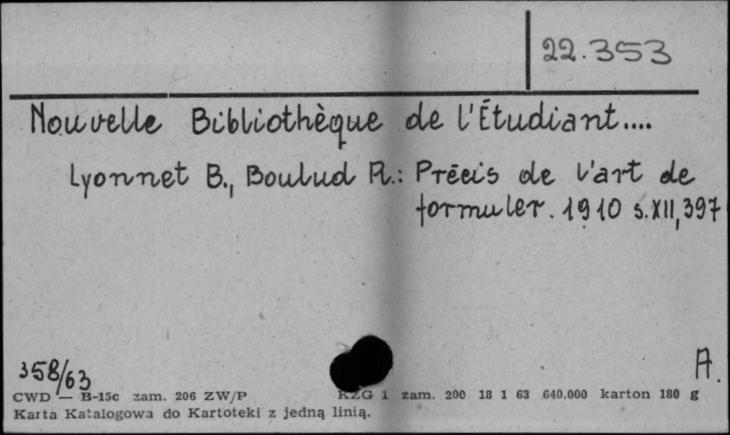 22.353
Nouvelle Bibliothèque de l'Étudiant....
Lyonnet B., Boulud R.: Précis de l'art de
formuler. 1910 s. XII, 397
358/63
A.
CWD — B-15c zam. 206 ZW/P KZG 1 zam. 200 18 1 63 640.000 karton 180 g
Karta Katalogowa do Kartoteki z jedną linią.